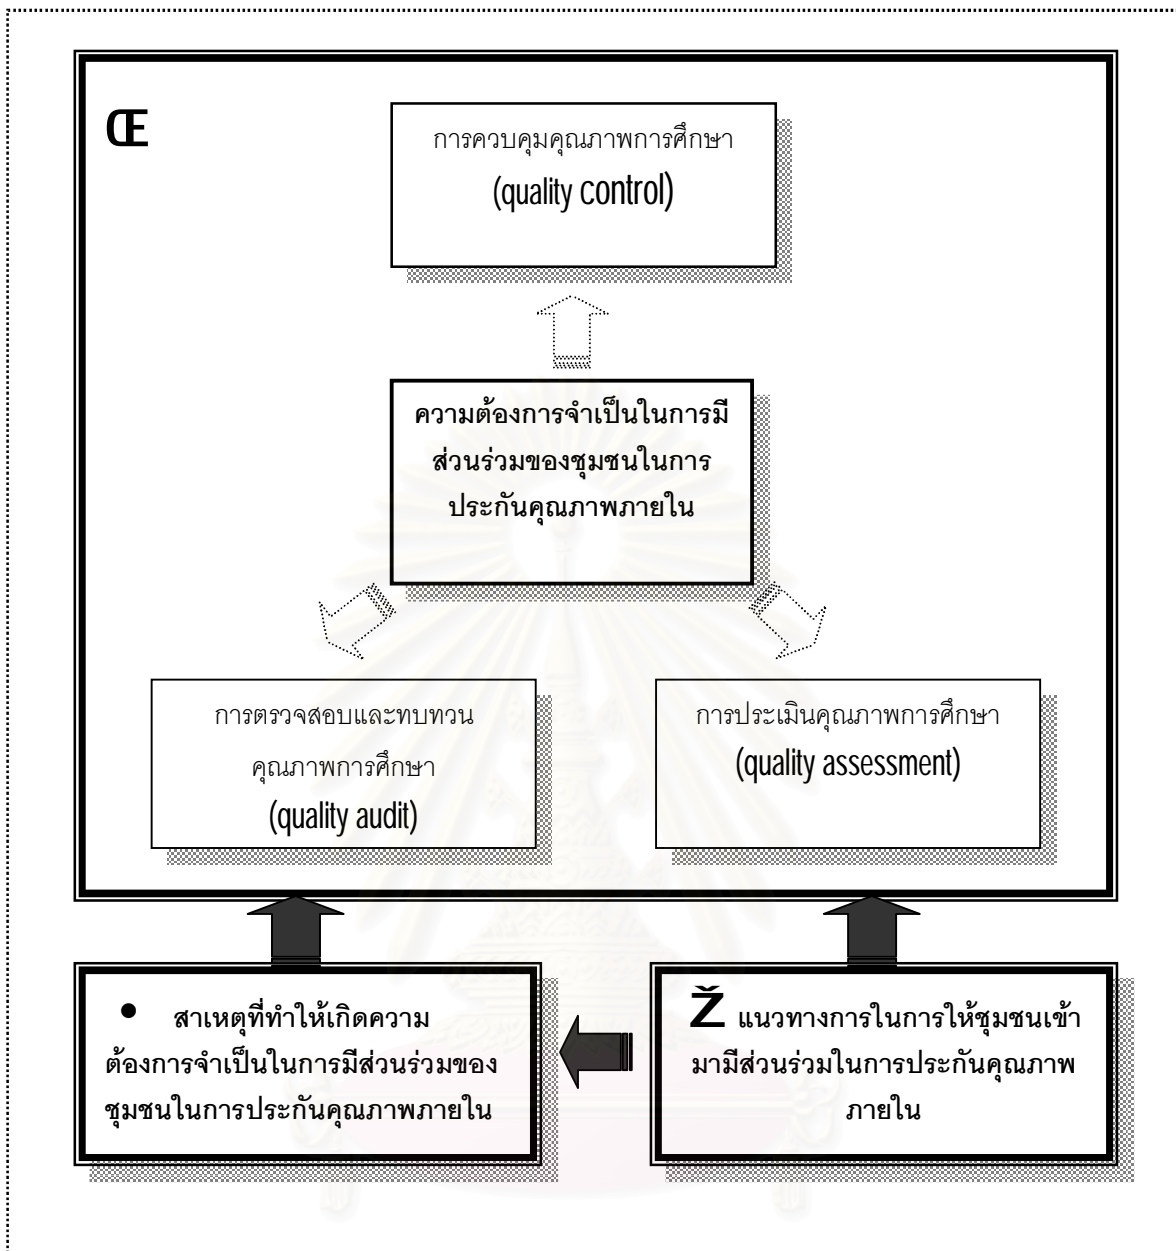 Œ
การควบคุมคุณภาพการศึกษา
(quality control)
ความต้องการจำเป็นในการมี
ส่วนร่วมของชุมชนในการ
ประกันคุณภาพภายใน
การตรวจสอบและทบทวน
คุณภาพการศึกษา
(quality audit)
การประเมินคุณภาพการศึกษา
(quality assessment)
• สาเหตุที่ทำให้เกิดความ
ต้องการจำเป็นในการมีส่วนร่วมของ
ชุมชนในการประกันคุณภาพภายใน
Ž แนวทางการในการให้ชุมชนเข้า
มามีส่วนร่วมในการประกันคุณภาพ
ภายใน